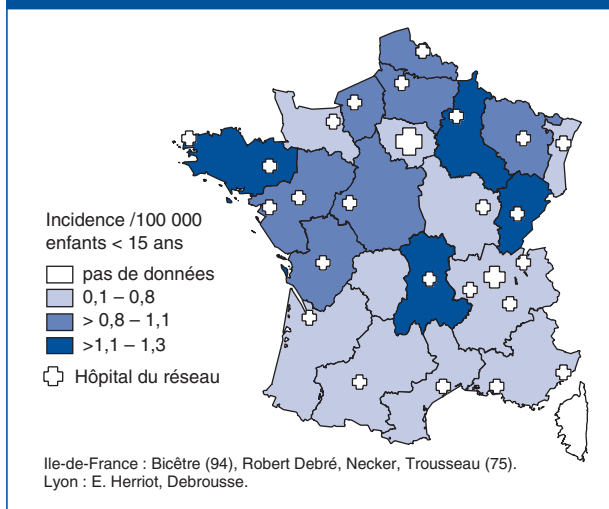 Incidence /100 000
enfants < 15 ans
pas de données
0,1 – 0,8
> 0,8 – 1,1
>1,1 – 1,3
Hôpital du réseau
Ile-de-France : Bicêtre (94), Robert Debré, Necker, Trousseau (75).
Lyon : E. Herriot, Debrousse.